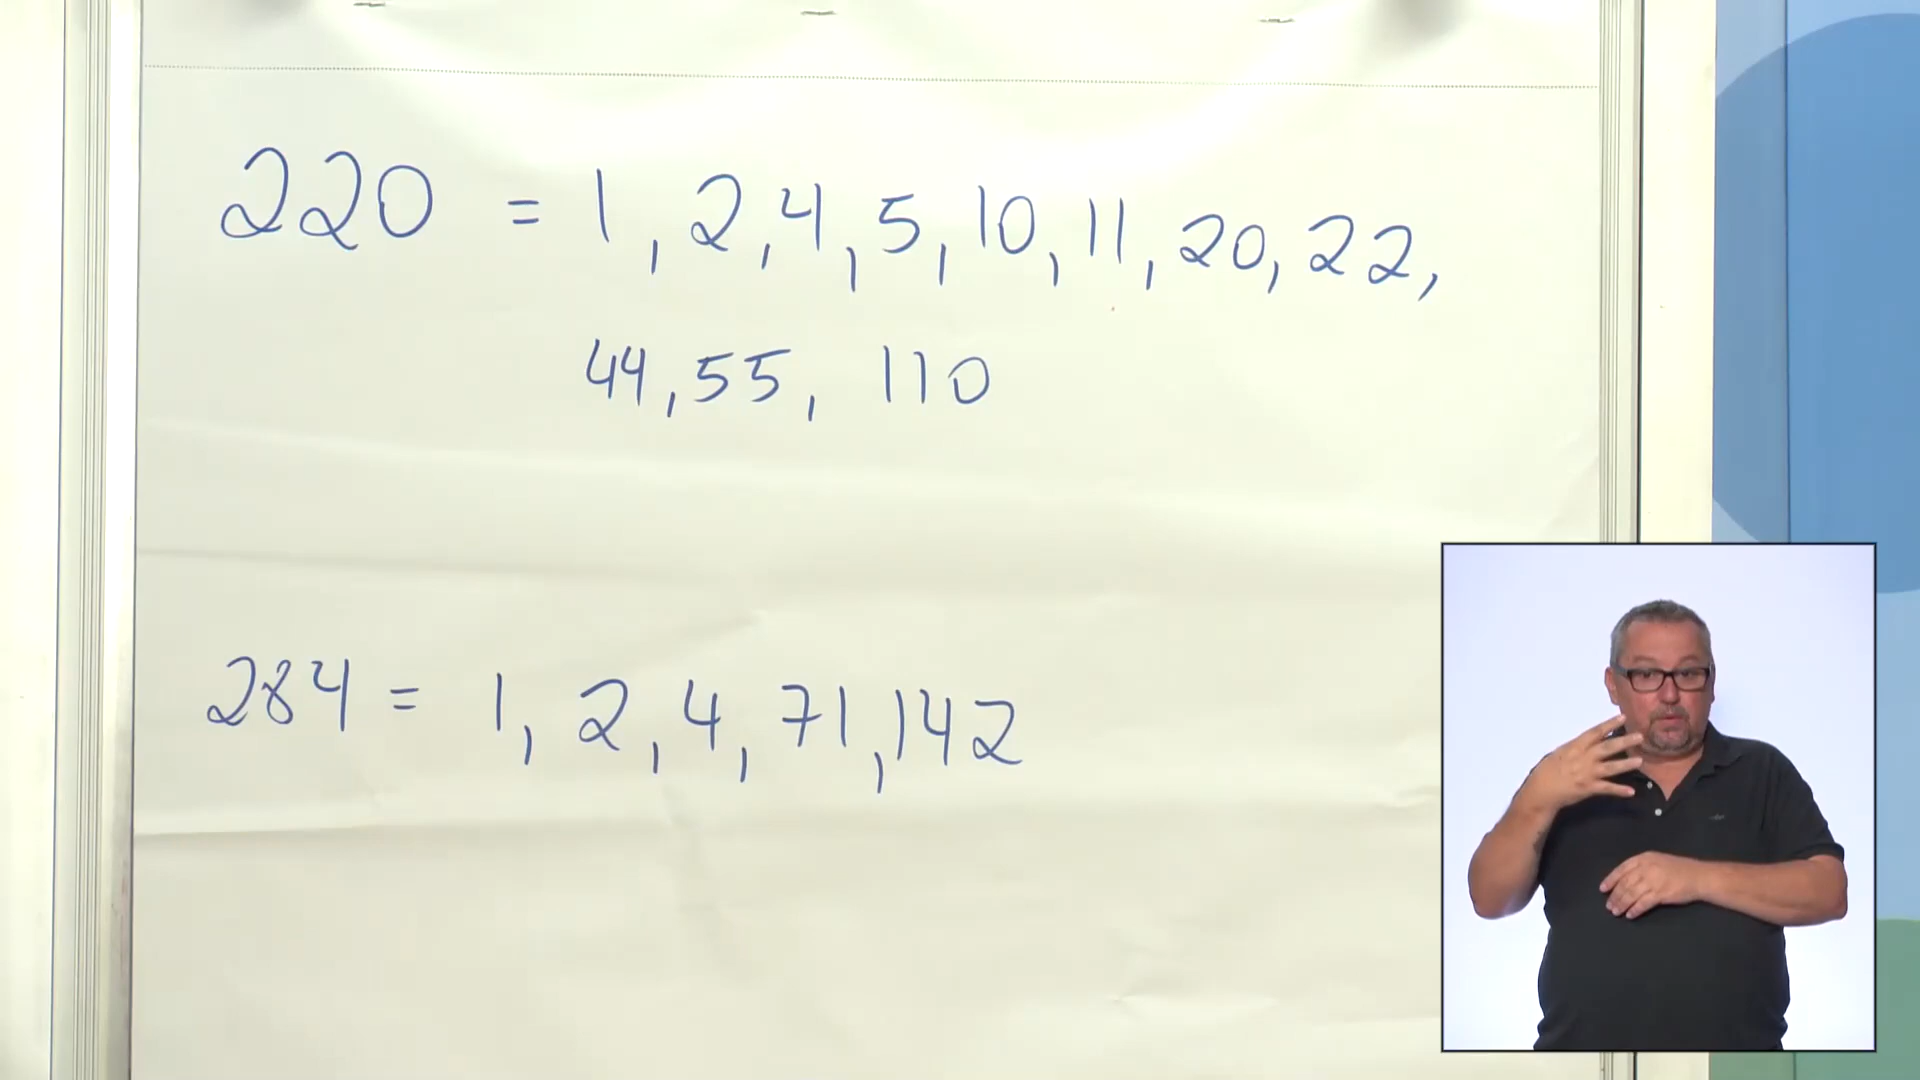 220 = 1, 2, 4, 5, 10, 11, 20, 22,
44, 55, 110
284 = 1, 2, 4, 71, 142